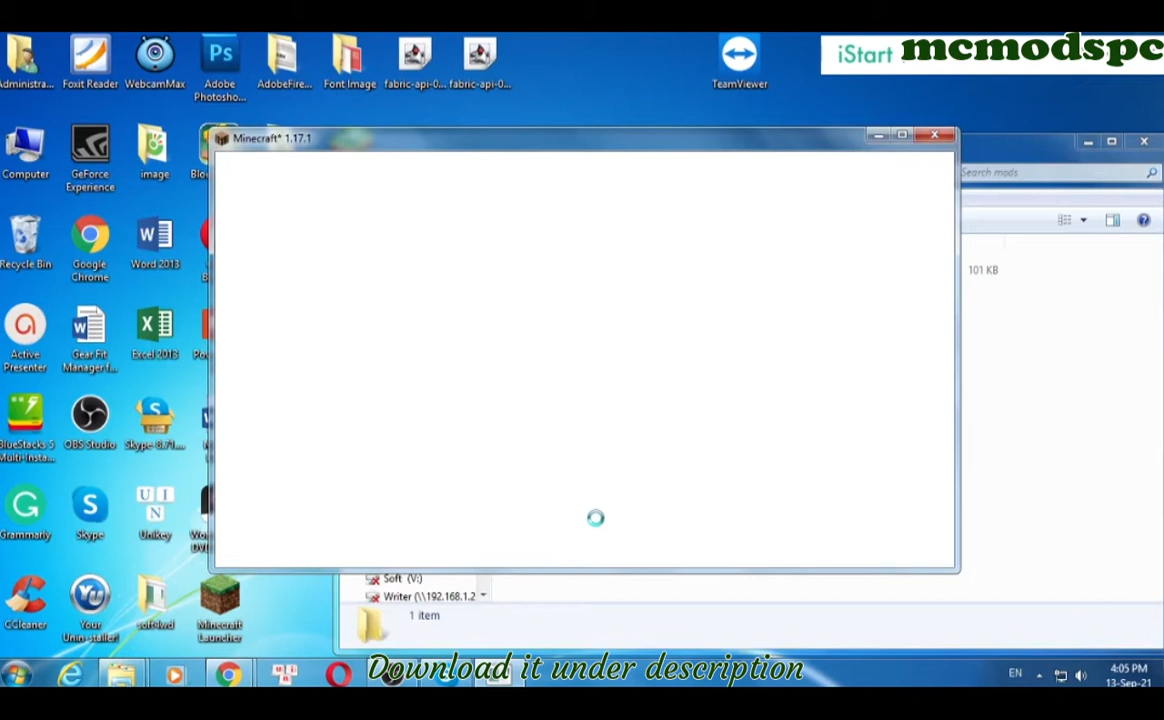 iStart mcmodspc
Administra...
Foxit Reader
WebcamMax
Adobe
Photosho...
AdobeFire...
Font Image
fabric-api-0...
fabric-api-0...
TeamViewer
Minecraft* 1.17.1
Search mods
Computer
GeForce
Experience
image
101 KB
Recycle Bin
Google
Chrome
Word 2013
Active
Presenter
Gear Fit
Manager f...
Excel 2013
BlueStacks 5
Multi-Insta...
OBS Studio
Skype-8.71....
Grammarly
Skype
U I
N
Unikey
Soft (V:)
Writer (\\192.168.1.2
1 item
CCleaner
Your
Unin-staller!
Minecraft
Launcher
Download it under description
EN
4:05 PM
13-Sep-21